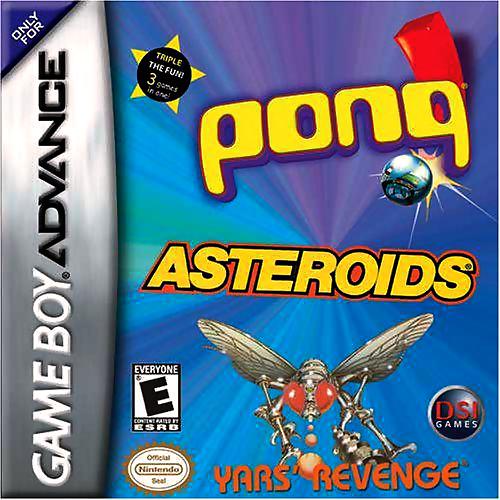 ONLY
FOR
GAME BOY ADVANCE
TRIPLE
THE FUN!
3 games
in one!
pong
ASTEROIDS
EVERYONE
E
CONTENT RATED BY
ESRB
Official
Nintendo
Seal
YARS' REVENGE
DSI
GAMES